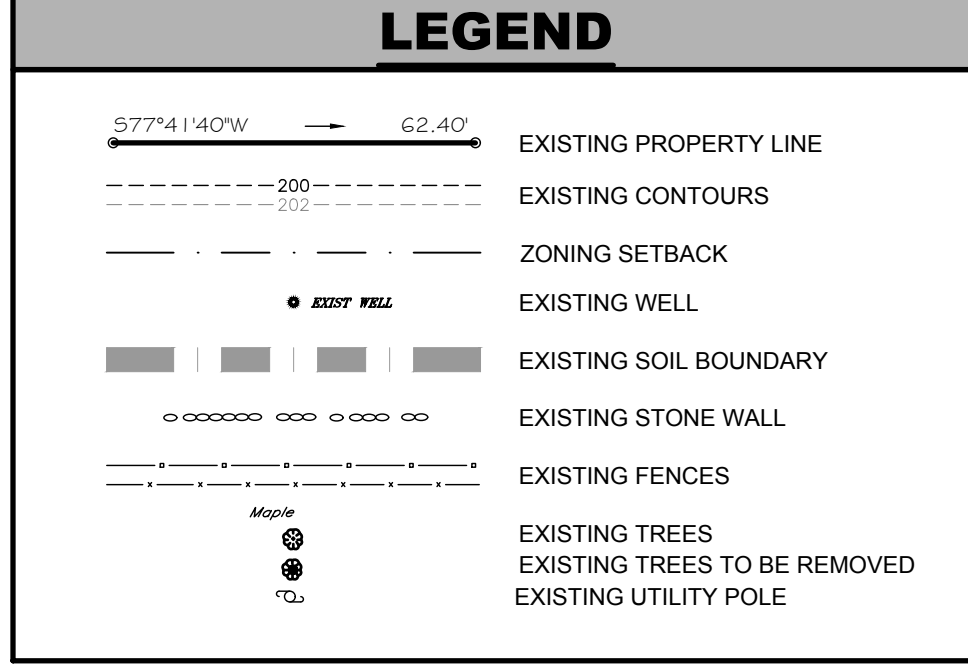 LEGEND
S77°41'40"W 62.40' EXISTING PROPERTY LINE
200 EXISTING CONTOURS
202
ZONING SETBACK
EXIST WELL EXISTING WELL
EXISTING SOIL BOUNDARY
EXISTING STONE WALL
EXISTING FENCES
Maple
EXISTING TREES
EXISTING TREES TO BE REMOVED
EXISTING UTILITY POLE